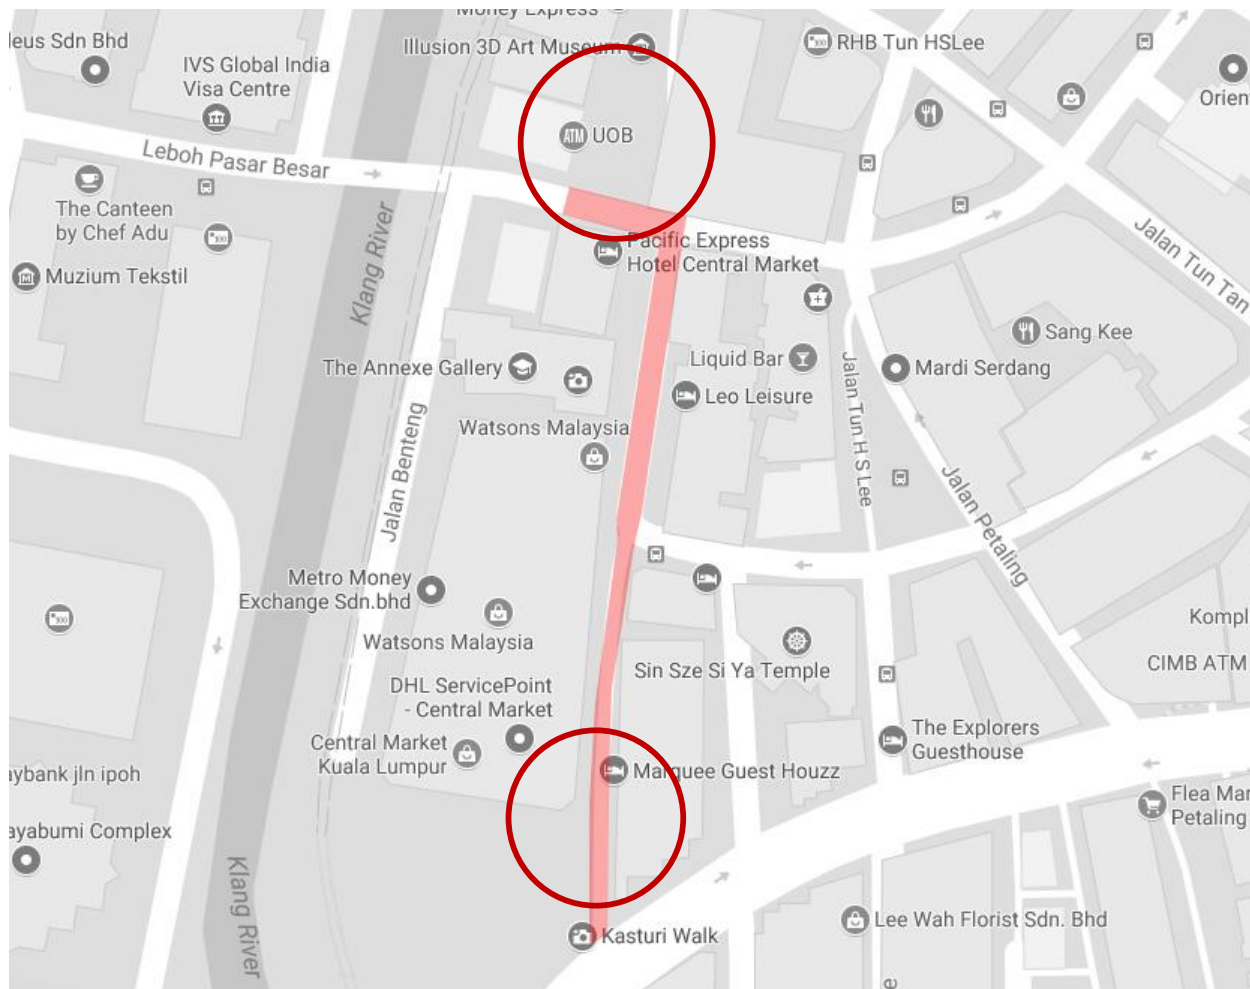 Money Express
leus Sdn Bhd
Illusion 3D Art Museum
RHB Tun HSLee
IVS Global India
Visa Centre
Orien
ATM UOB
Leboh Pasar Besar
The Canteen
by Chef Adu
Klang River
Pacific Express
Hotel Central Market
Jalan Tun Tan
Muzium Tekstil
Sang Kee
The Annexe Gallery
Liquid Bar
Mardi Serdang
Leo Leisure
Jalan Tun H S Lee
Watsons Malaysia
Jalan Benteng
Jalan Petaling
Metro Money
Exchange Sdn.bhd
Watsons Malaysia
Sin Sze Si Ya Temple
Kompl
CIMB ATM
DHL ServicePoint
- Central Market
Central Market
Kuala Lumpur
The Explorers
Guesthouse
aybank jln ipoh
Marquee Guest Houzz
Flea Mar
Petaling
ayabumi Complex
Klang River
Lee Wah Florist Sdn. Bhd
Kasturi Walk
e